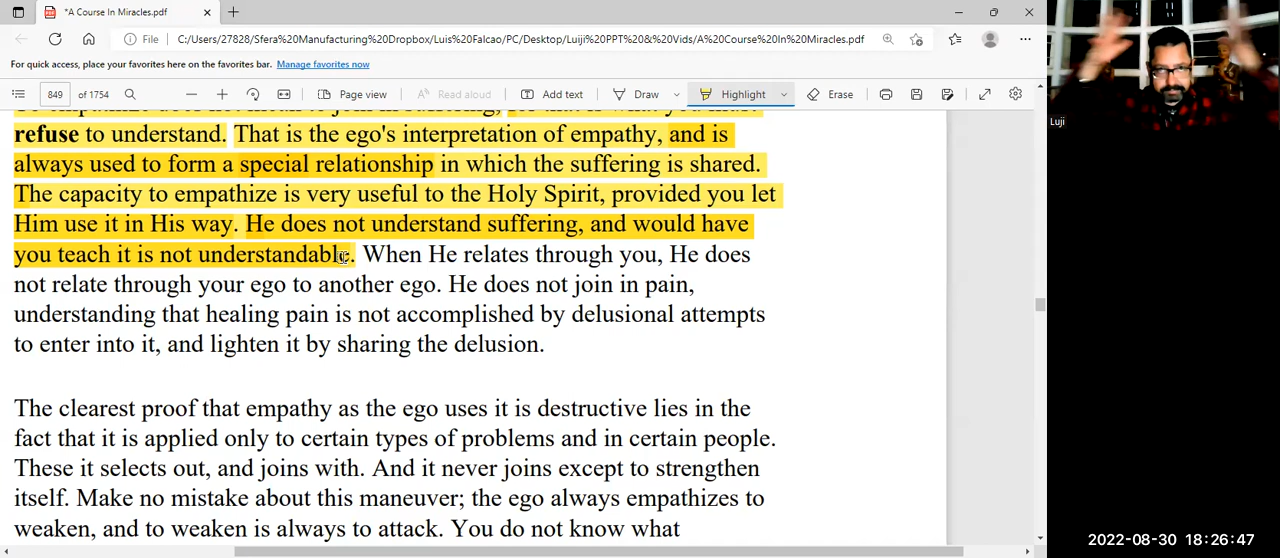 *A Course In Miracles.pdf
File
C:/Users/27828/Sfera%20Manufacturing%20Dropbox/Luis%20Falcao/PC/Desktop/Luiji%20PPT%20&%20Vids/A%20Course%20In%20Miracles.pdf
For quick access, place your favorites here on the favorites bar. Manage favorites now
849 of 1754
Page view
Read aloud
Add text
Draw
Highlight
Erase
Luji
refuse to understand. That is the ego's interpretation of empathy, and is
always used to form a special relationship in which the suffering is shared.
The capacity to empathize is very useful to the Holy Spirit, provided you let
Him use it in His way. He does not understand suffering, and would have
you teach it is not understandable. When He relates through you, He does
not relate through your ego to another ego. He does not join in pain,
understanding that healing pain is not accomplished by delusional attempts
to enter into it, and lighten it by sharing the delusion.
The clearest proof that empathy as the ego uses it is destructive lies in the
fact that it is applied only to certain types of problems and in certain people.
These it selects out, and joins with. And it never joins except to strengthen
itself. Make no mistake about this maneuver; the ego always empathizes to
weaken, and to weaken is always to attack. You do not know what
2022-08-30 18:26:47